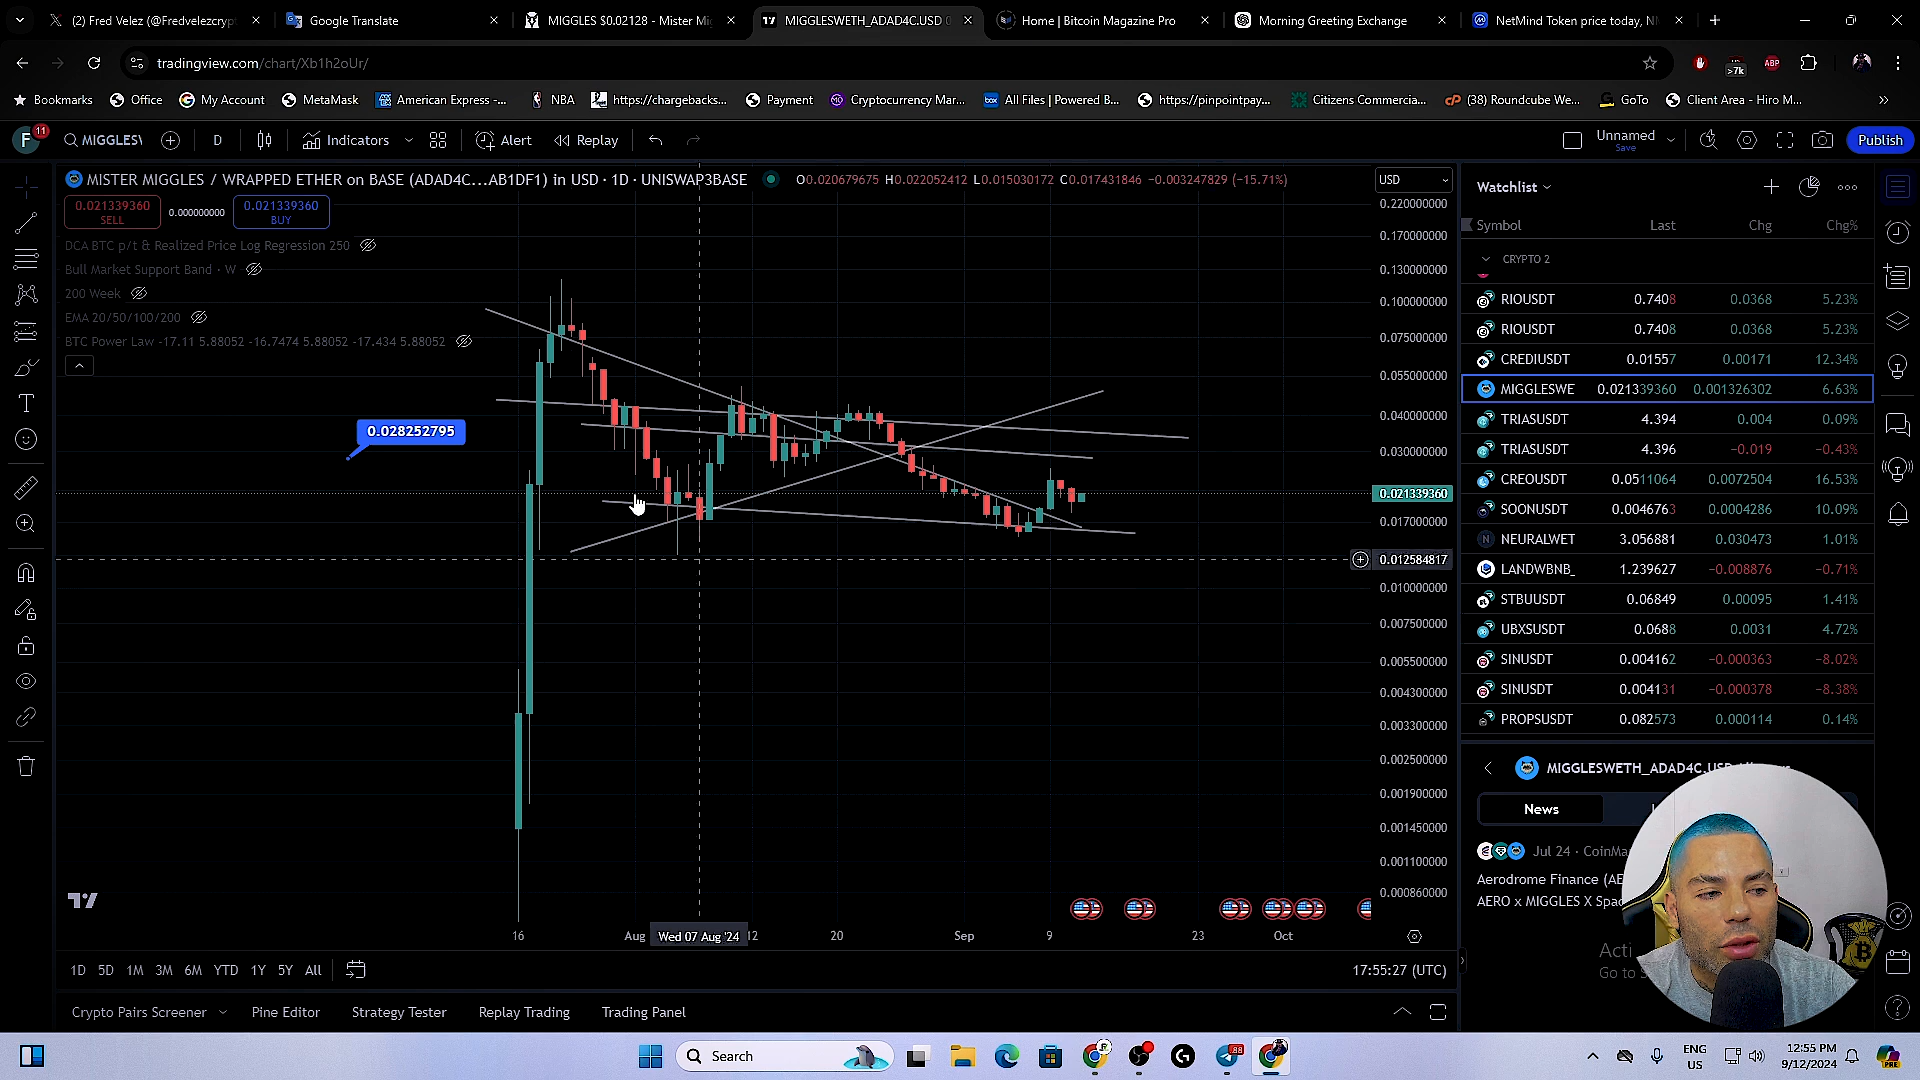 (2) Fred Velez (@Fredvelezcryp
Google Translate
MIGGLES $0.02128 - Mister Mi
MIGGLESWETH_ADAD4C.USD 0
Home | Bitcoin Magazine Pro
Morning Greeting Exchange
NetMind Token price today, NM
tradingview.com/chart/Xb1h2oUr/
>7k
ABP
Bookmarks
Office
My Account
MetaMask
American Express -...
NBA
https://chargebacks...
Payment
Cryptocurrency Mar...
All Files | Powered B...
https://pinpointpay...
Citizens Commercia...
(38) Roundcube We...
GoTo
Client Area - Hiro M...
F
11
MIGGLESW
D
Indicators
Alert
Replay
Unnamed
Save
Publish
MISTER MIGGLES / WRAPPED ETHER on BASE (ADAD4C...AB1DF1) in USD · 1D · UNISWAP3BASE
O0.020679675 H0.022052412 L0.015030172 C0.017431846 −0.003247829 (−15.71%)
0.021339360
SELL
0.000000000
0.021339360
BUY
DCA BTC p/t & Realized Price Log Regression 250
Bull Market Support Band · W
200 Week
EMA 20/50/100/200
BTC Power Law -17.11 5.88052 -16.7474 5.88052 -17.434 5.88052
0.028252795
USD
0.220000000
0.170000000
0.130000000
0.100000000
0.075000000
0.055000000
0.040000000
0.030000000
0.021339360
0.017000000
0.012584817
0.010000000
0.007500000
0.005500000
0.004300000
0.003300000
0.002500000
0.001900000
0.001450000
0.001100000
0.000860000
16
Aug
Wed 07 Aug '24
12
20
Sep
9
23
Oct
1D 5D 1M 3M 6M YTD 1Y 5Y All
17:55:27 (UTC)
Crypto Pairs Screener
Pine Editor
Strategy Tester
Replay Trading
Trading Panel
Watchlist
Symbol Last Chg Chg%
CRYPTO 2
RIOUSDT 0.7408 0.0368 5.23%
RIOUSDT 0.7408 0.0368 5.23%
CREDIUSDT 0.01557 0.00171 12.34%
MIGGLESWE 0.021339360 0.001326302 6.63%
TRIASUSDT 4.394 0.004 0.09%
TRIASUSDT 4.396 −0.019 −0.43%
CREOUSDT 0.0511064 0.0072504 16.53%
SOONUSDT 0.0046763 0.0004286 10.09%
NEURALWET 3.056881 0.030473 1.01%
LANDWBNB_ 1.239627 −0.008876 −0.71%
STBUUSDT 0.06849 0.00095 1.41%
UBXSUSDT 0.0688 0.0031 4.72%
SINUSDT 0.004162 −0.000363 −8.02%
SINUSDT 0.004131 −0.000378 −8.38%
PROPSUSDT 0.082573 0.000114 0.14%
MIGGLESWETH_ADAD4C.USD
News
Jul 24 · CoinMa
Aerodrome Finance (AE
AERO x MIGGLES X Spac
Acti
Go to S
Search
88
ENG
US
12:55 PM
9/12/2024
PRE